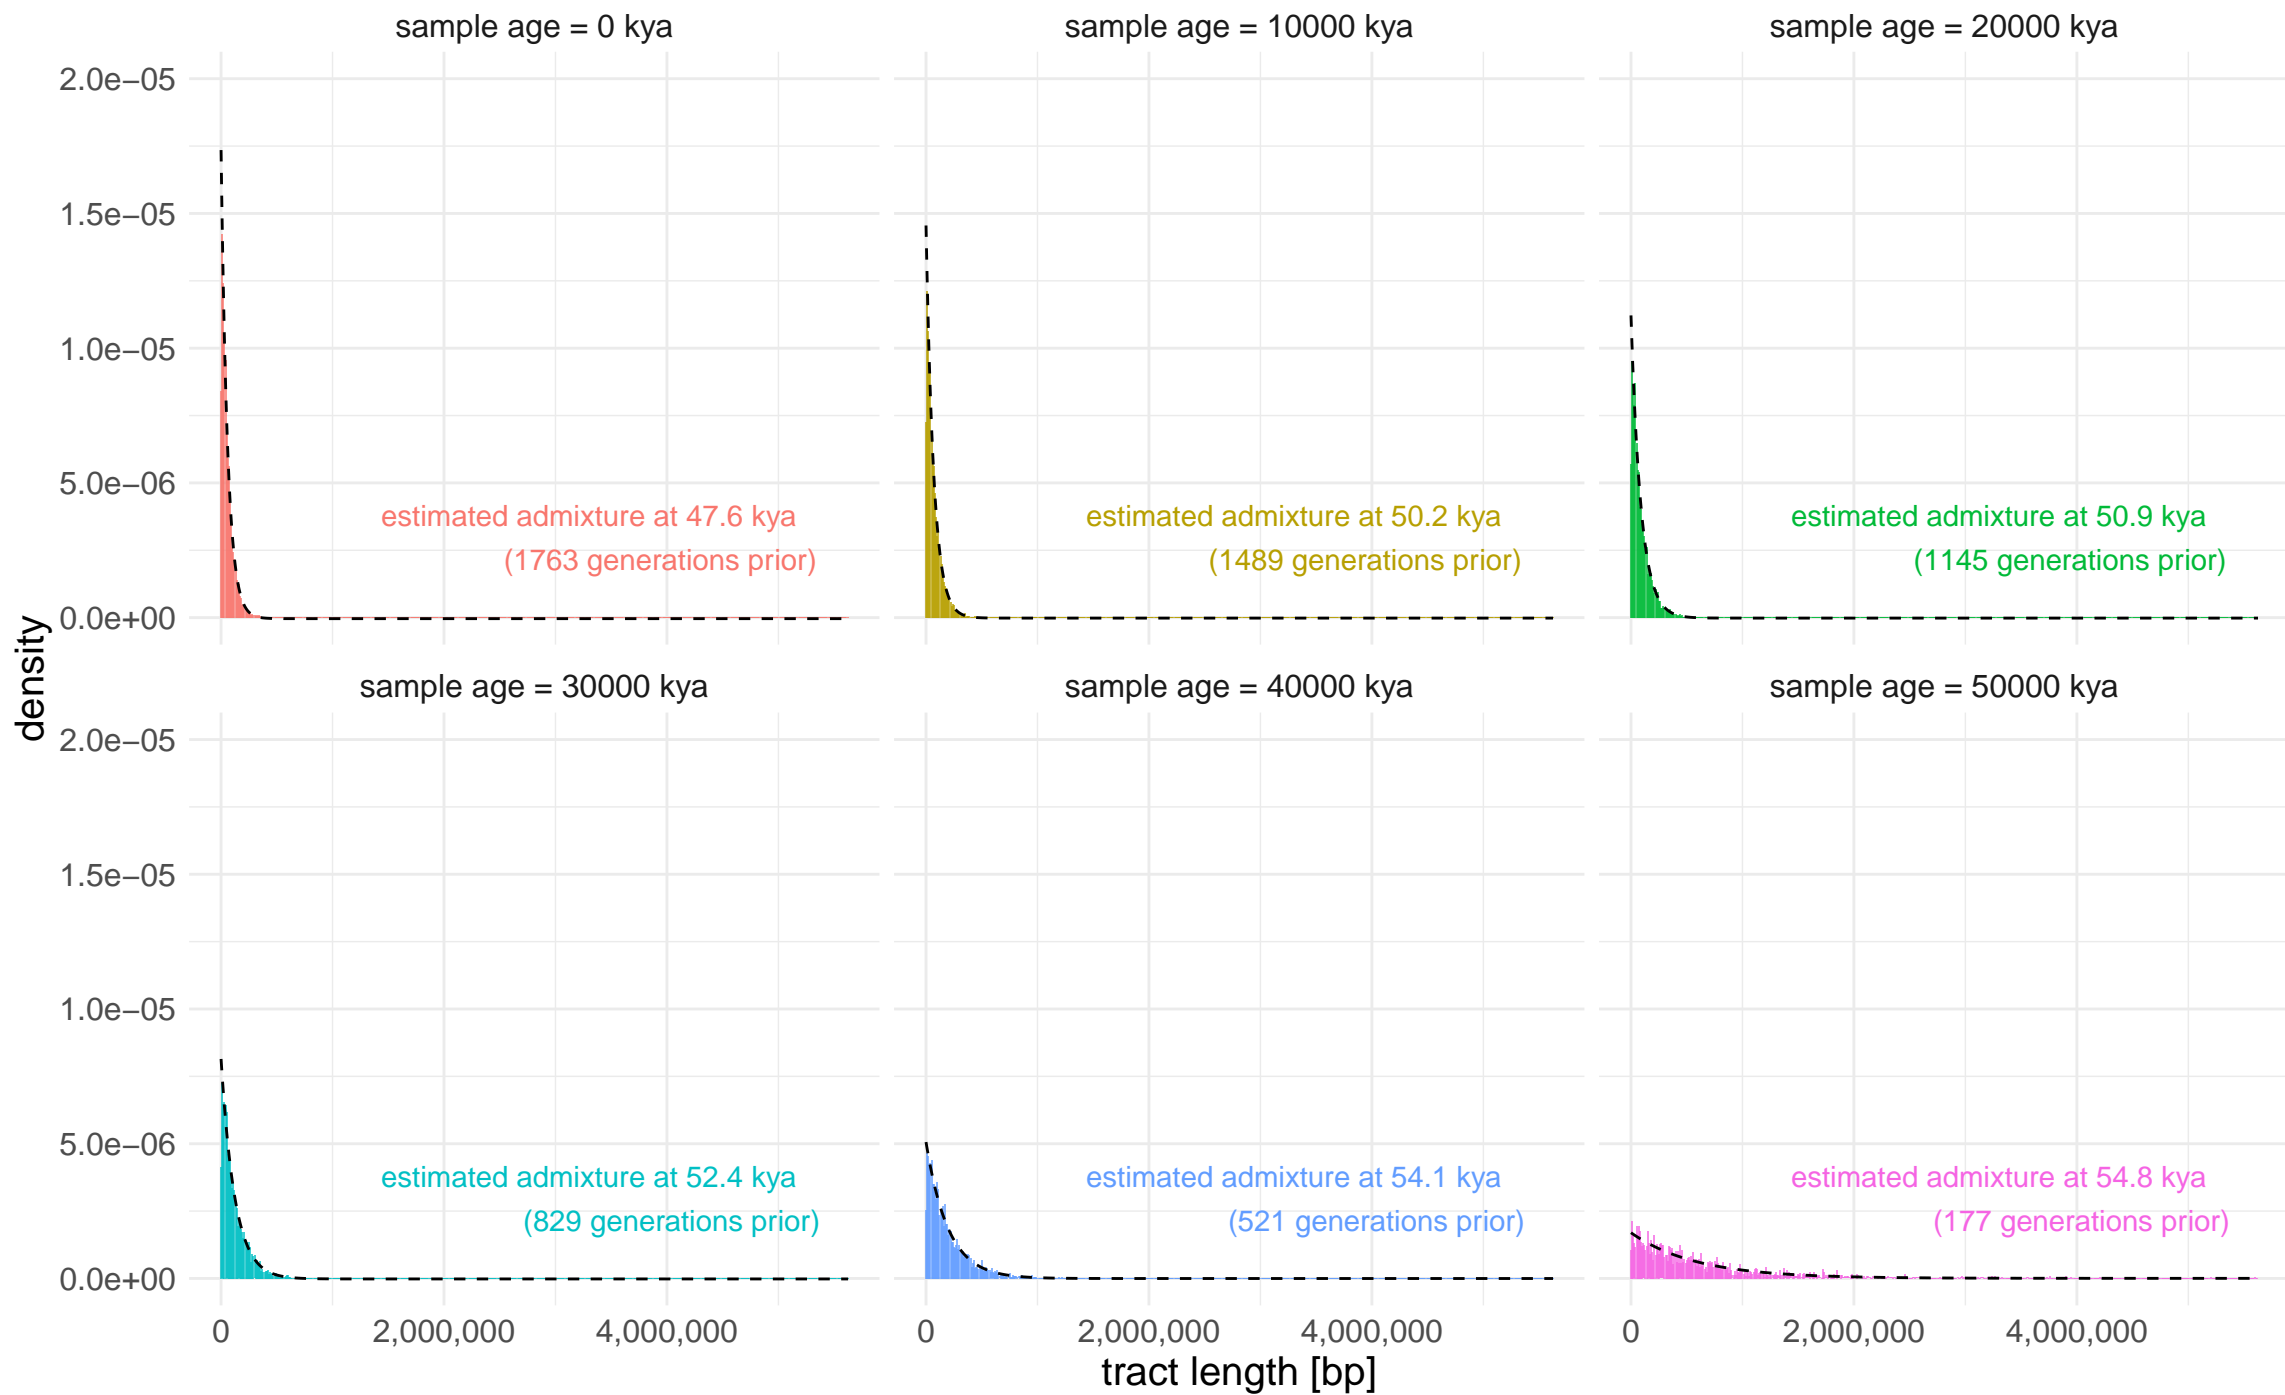 sample age = 0 kya
sample age = 10000 kya
sample age = 20000 kya
2.0e−05
1.5e−05
1.0e−05
5.0e−06
0.0e+00
estimated admixture at 47.6 kya
(1763 generations prior)
estimated admixture at 50.2 kya
(1489 generations prior)
estimated admixture at 50.9 kya
(1145 generations prior)
density
sample age = 30000 kya
sample age = 40000 kya
sample age = 50000 kya
2.0e−05
1.5e−05
1.0e−05
5.0e−06
0.0e+00
estimated admixture at 52.4 kya
(829 generations prior)
estimated admixture at 54.1 kya
(521 generations prior)
estimated admixture at 54.8 kya
(177 generations prior)
0 2,000,000 4,000,000
0 2,000,000 4,000,000
0 2,000,000 4,000,000
tract length [bp]